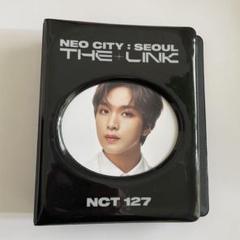 NEO CITY : SEOUL
THE LINK
NCT 127